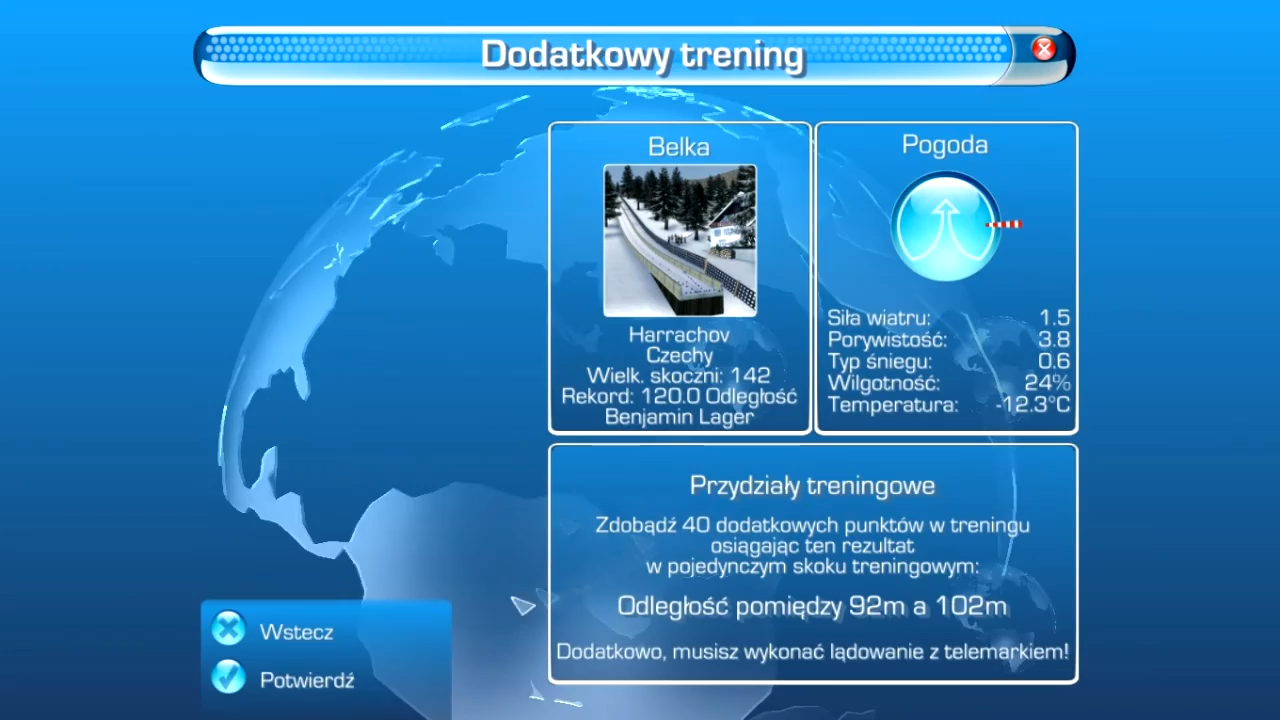 Dodatkowy trening
Belka
Harrachov
Czechy
Wielk. skoczni: 142
Rekord: 120.0 Odległość
Benjamin Lager
Pogoda
Siła wiatru: 1.5
Porywistość: 3.8
Typ śniegu: 0.6
Wilgotność: 24%
Temperatura: -12.3°C
Przydziały treningowe
Zdobądź 40 dodatkowych punktów w treningu
osiągając ten rezultat
w pojedynczym skoku treningowym:
Odległość pomiędzy 92m a 102m
Dodatkowo, musisz wykonać lądowanie z telemarkiem!
Wstecz
Potwierdź